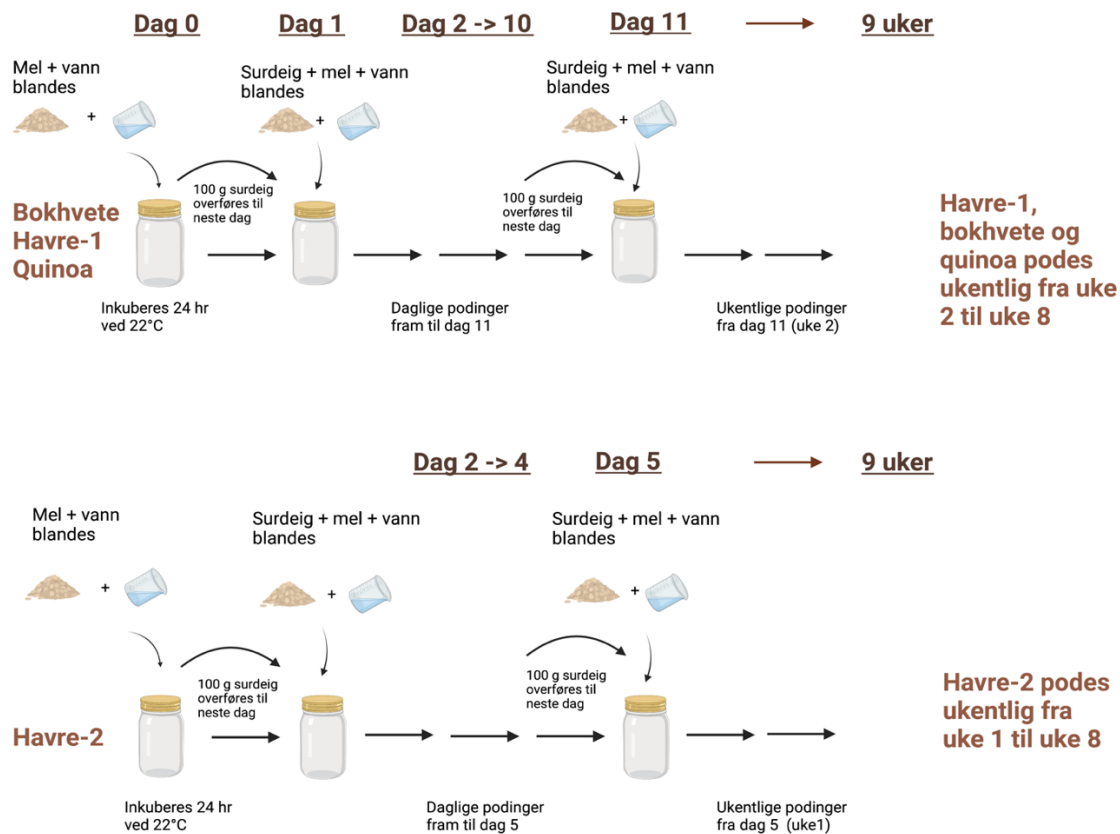 Dag 0
Dag 1
Dag 2 -> 10
Dag 11
9 uker
Mel + vann
blandes
+
Surdeig + mel + vann
blandes
+
Surdeig + mel + vann
blandes
+
100 g surdeig
overføres til
neste dag
100 g surdeig
overføres til
neste dag
Bokhvete
Havre-1
Quinoa
Havre-1,
bokhvete og
quinoa podes
ukentlig fra uke
2 til uke 8
Inkuberes 24 hr
ved 22°C
Daglige podinger
fram til dag 11
Ukentlige podinger
fra dag 11 (uke 2)
Dag 2 -> 4
Dag 5
9 uker
Mel + vann
blandes
+
Surdeig + mel + vann
blandes
+
Surdeig + mel + vann
blandes
+
100 g surdeig
overføres til
neste dag
100 g surdeig
overføres til
neste dag
Havre-2
Havre-2 podes
ukentlig fra
uke 1 til uke 8
Inkuberes 24 hr
ved 22°C
Daglige podinger
fram til dag 5
Ukentlige podinger
fra dag 5 (uke1)